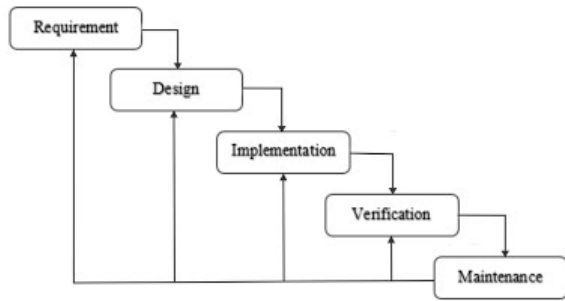 Requirement
Design
Implementation
Verification
Maintenance